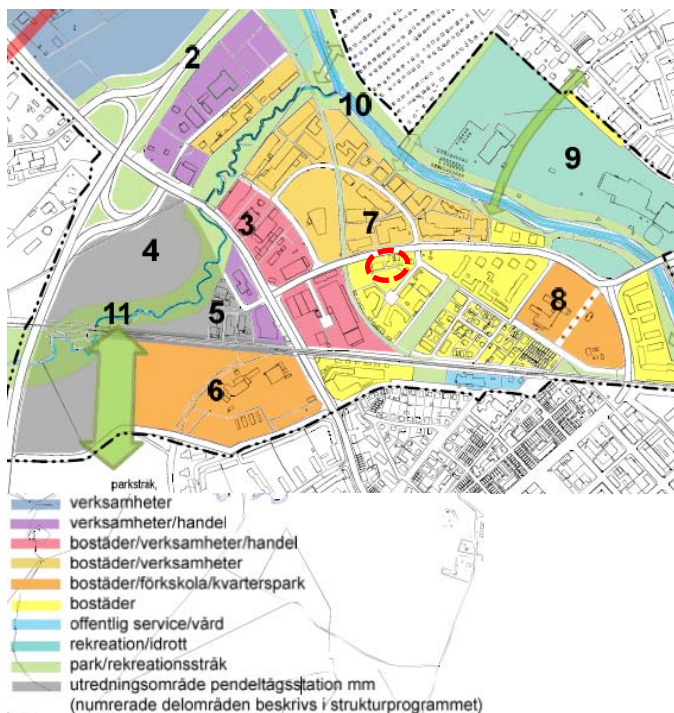 2
10
9
3
7
4
8
5
11
6
parkstråk,
verksamheter
verksamheter/handel
bostäder/verksamheter/handel
bostäder/verksamheter
bostäder/förkskola/kvarterspark
bostäder
offentlig service/vård
rekreation/idrott
park/rekreationsstråk
utredningsområde pendeltågsstation mm
(numrerade delområden beskrivs i strukturprogrammet)